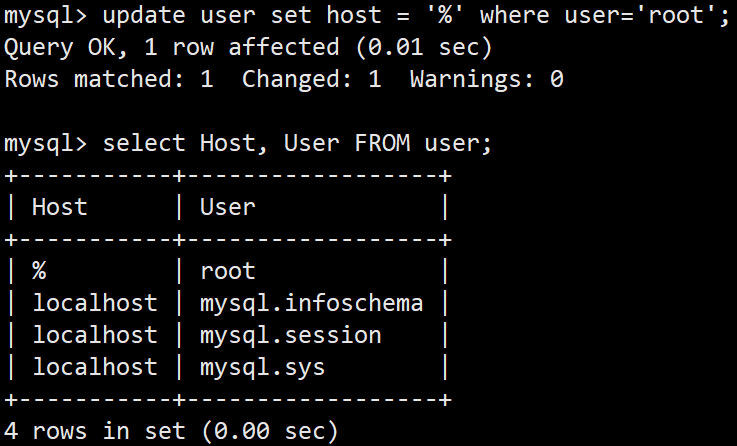 mysql> update user set host = '%' where user='root';
Query OK, 1 row affected (0.01 sec)
Rows matched: 1  Changed: 1  Warnings: 0

mysql> select Host, User FROM user;
+-----------+------------------+
| Host      | User             |
+-----------+------------------+
| %         | root             |
| localhost | mysql.infoschema |
| localhost | mysql.session    |
| localhost | mysql.sys        |
+-----------+------------------+
4 rows in set (0.00 sec)